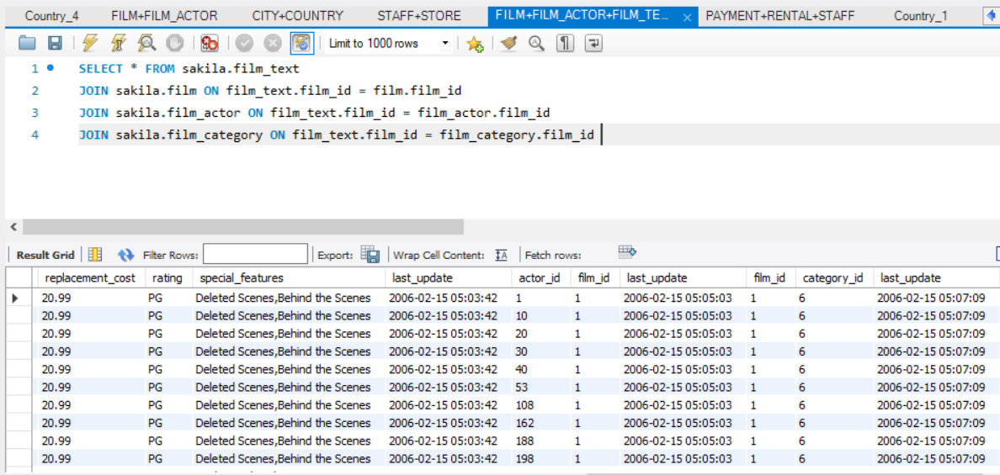 Country_4 FILM+FILM_ACTOR CITY+COUNTRY STAFF+STORE FILM+FILM_ACTOR+FILM_TE... × PAYMENT+RENTAL+STAFF Country_1
Limit to 1000 rows
1 SELECT * FROM sakila.film_text
2 JOIN sakila.film ON film_text.film_id = film.film_id
3 JOIN sakila.film_actor ON film_text.film_id = film_actor.film_id
4 JOIN sakila.film_category ON film_text.film_id = film_category.film_id
Result Grid Filter Rows: Export: Wrap Cell Content: Fetch rows:
replacement_cost rating special_features last_update actor_id film_id last_update film_id category_id last_update
20.99 PG Deleted Scenes,Behind the Scenes 2006-02-15 05:03:42 1 1 2006-02-15 05:05:03 1 6 2006-02-15 05:07:09
20.99 PG Deleted Scenes,Behind the Scenes 2006-02-15 05:03:42 10 1 2006-02-15 05:05:03 1 6 2006-02-15 05:07:09
20.99 PG Deleted Scenes,Behind the Scenes 2006-02-15 05:03:42 20 1 2006-02-15 05:05:03 1 6 2006-02-15 05:07:09
20.99 PG Deleted Scenes,Behind the Scenes 2006-02-15 05:03:42 30 1 2006-02-15 05:05:03 1 6 2006-02-15 05:07:09
20.99 PG Deleted Scenes,Behind the Scenes 2006-02-15 05:03:42 40 1 2006-02-15 05:05:03 1 6 2006-02-15 05:07:09
20.99 PG Deleted Scenes,Behind the Scenes 2006-02-15 05:03:42 53 1 2006-02-15 05:05:03 1 6 2006-02-15 05:07:09
20.99 PG Deleted Scenes,Behind the Scenes 2006-02-15 05:03:42 108 1 2006-02-15 05:05:03 1 6 2006-02-15 05:07:09
20.99 PG Deleted Scenes,Behind the Scenes 2006-02-15 05:03:42 162 1 2006-02-15 05:05:03 1 6 2006-02-15 05:07:09
20.99 PG Deleted Scenes,Behind the Scenes 2006-02-15 05:03:42 188 1 2006-02-15 05:05:03 1 6 2006-02-15 05:07:09
20.99 PG Deleted Scenes,Behind the Scenes 2006-02-15 05:03:42 198 1 2006-02-15 05:05:03 1 6 2006-02-15 05:07:09